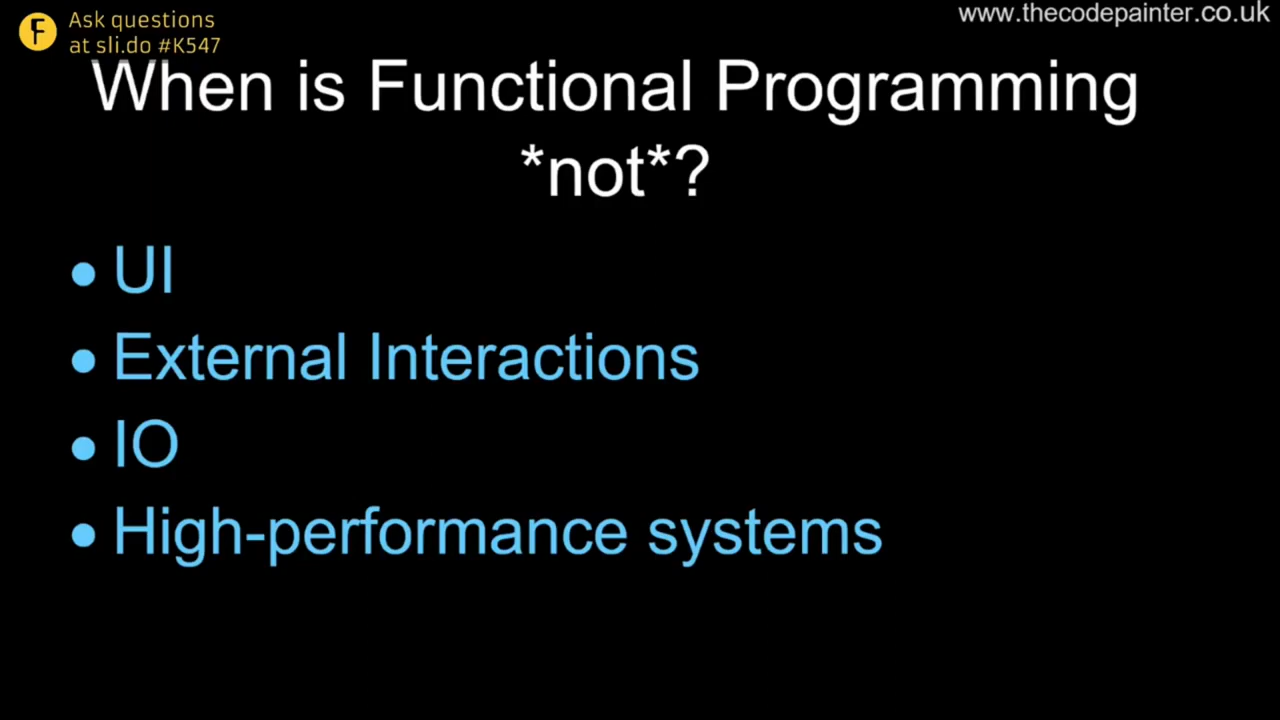 F
Ask questions
at sli.do #K547
www.thecodepainter.co.uk
When is Functional Programming
*not*?
• UI
• External Interactions
• IO
• High-performance systems